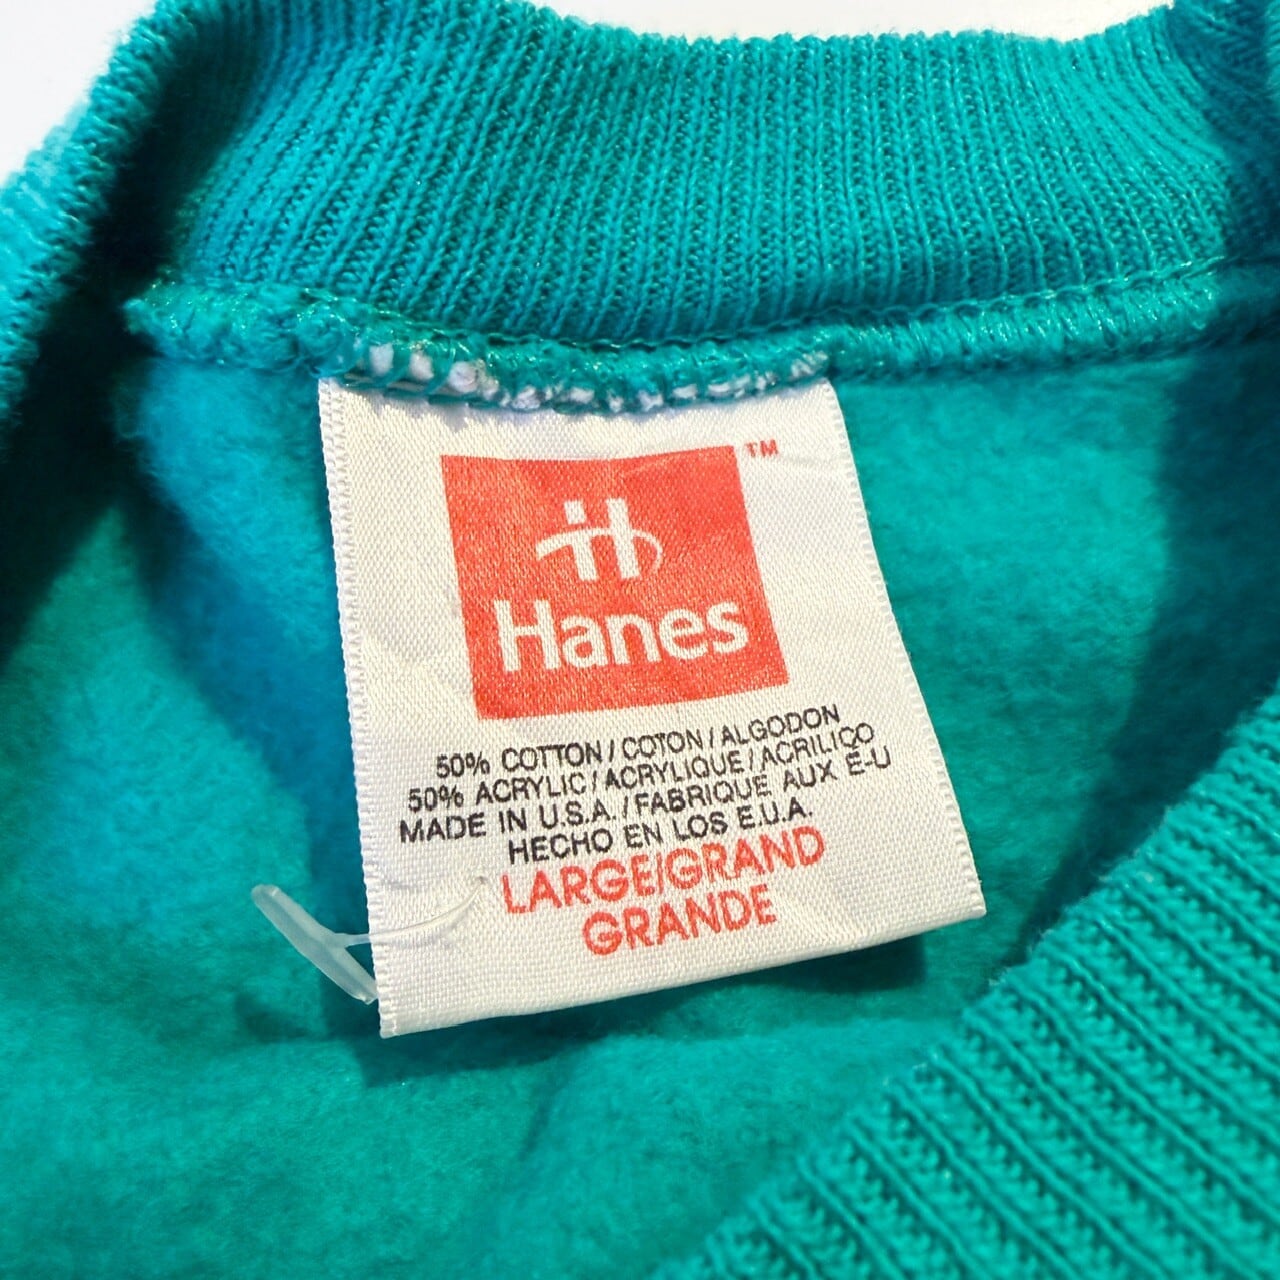 TM
H
Hanes
50% COTTON/COTON/ALGODON
50% ACRYLIC/ACRYLIQUE/ACRILICO
MADE IN U.S.A./FABRIQUE AUX E-U
HECHO EN LOS E.U.A.
LARGE/GRAND
GRANDE